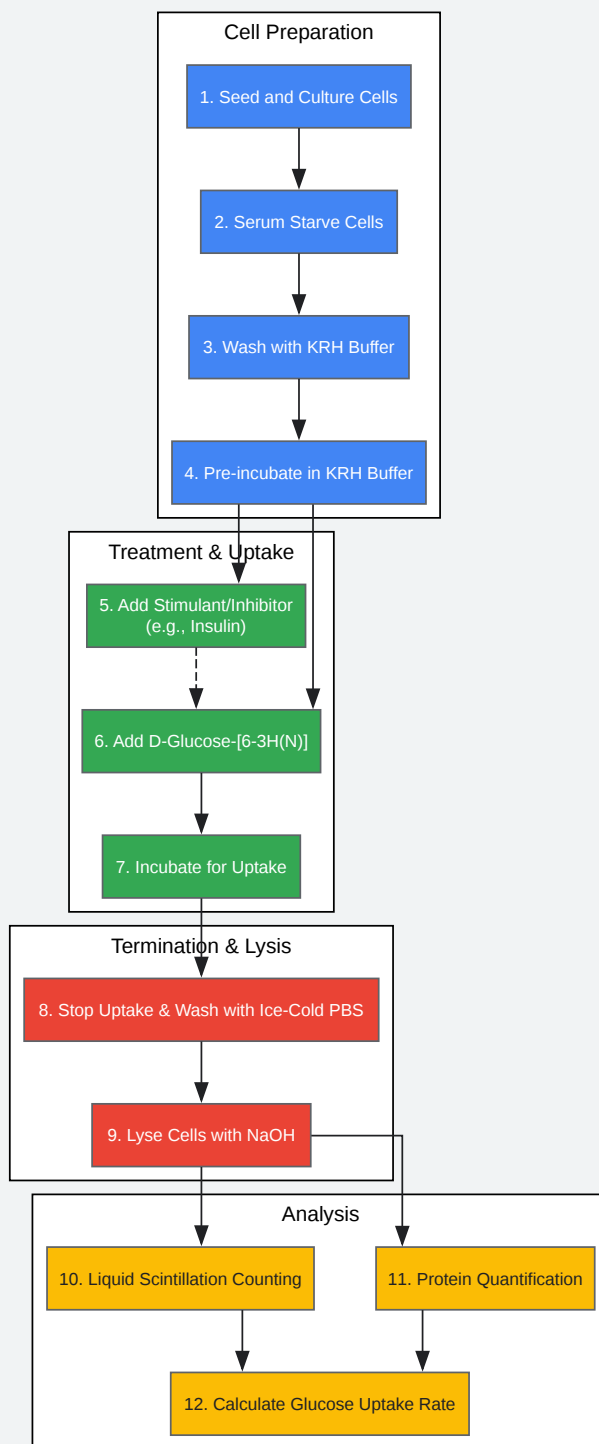 Cell Preparation
1. Seed and Culture Cells
2. Serum Starve Cells
3. Wash with KRH Buffer
4. Pre-incubate in KRH Buffer
Treatment & Uptake
5. Add Stimulant/Inhibitor
(e.g., Insulin)
6. Add D-Glucose-[6-3H(N)]
7. Incubate for Uptake
Termination & Lysis
8. Stop Uptake & Wash with Ice-Cold PBS
9. Lyse Cells with NaOH
Analysis
10. Liquid Scintillation Counting
11. Protein Quantification
12. Calculate Glucose Uptake Rate